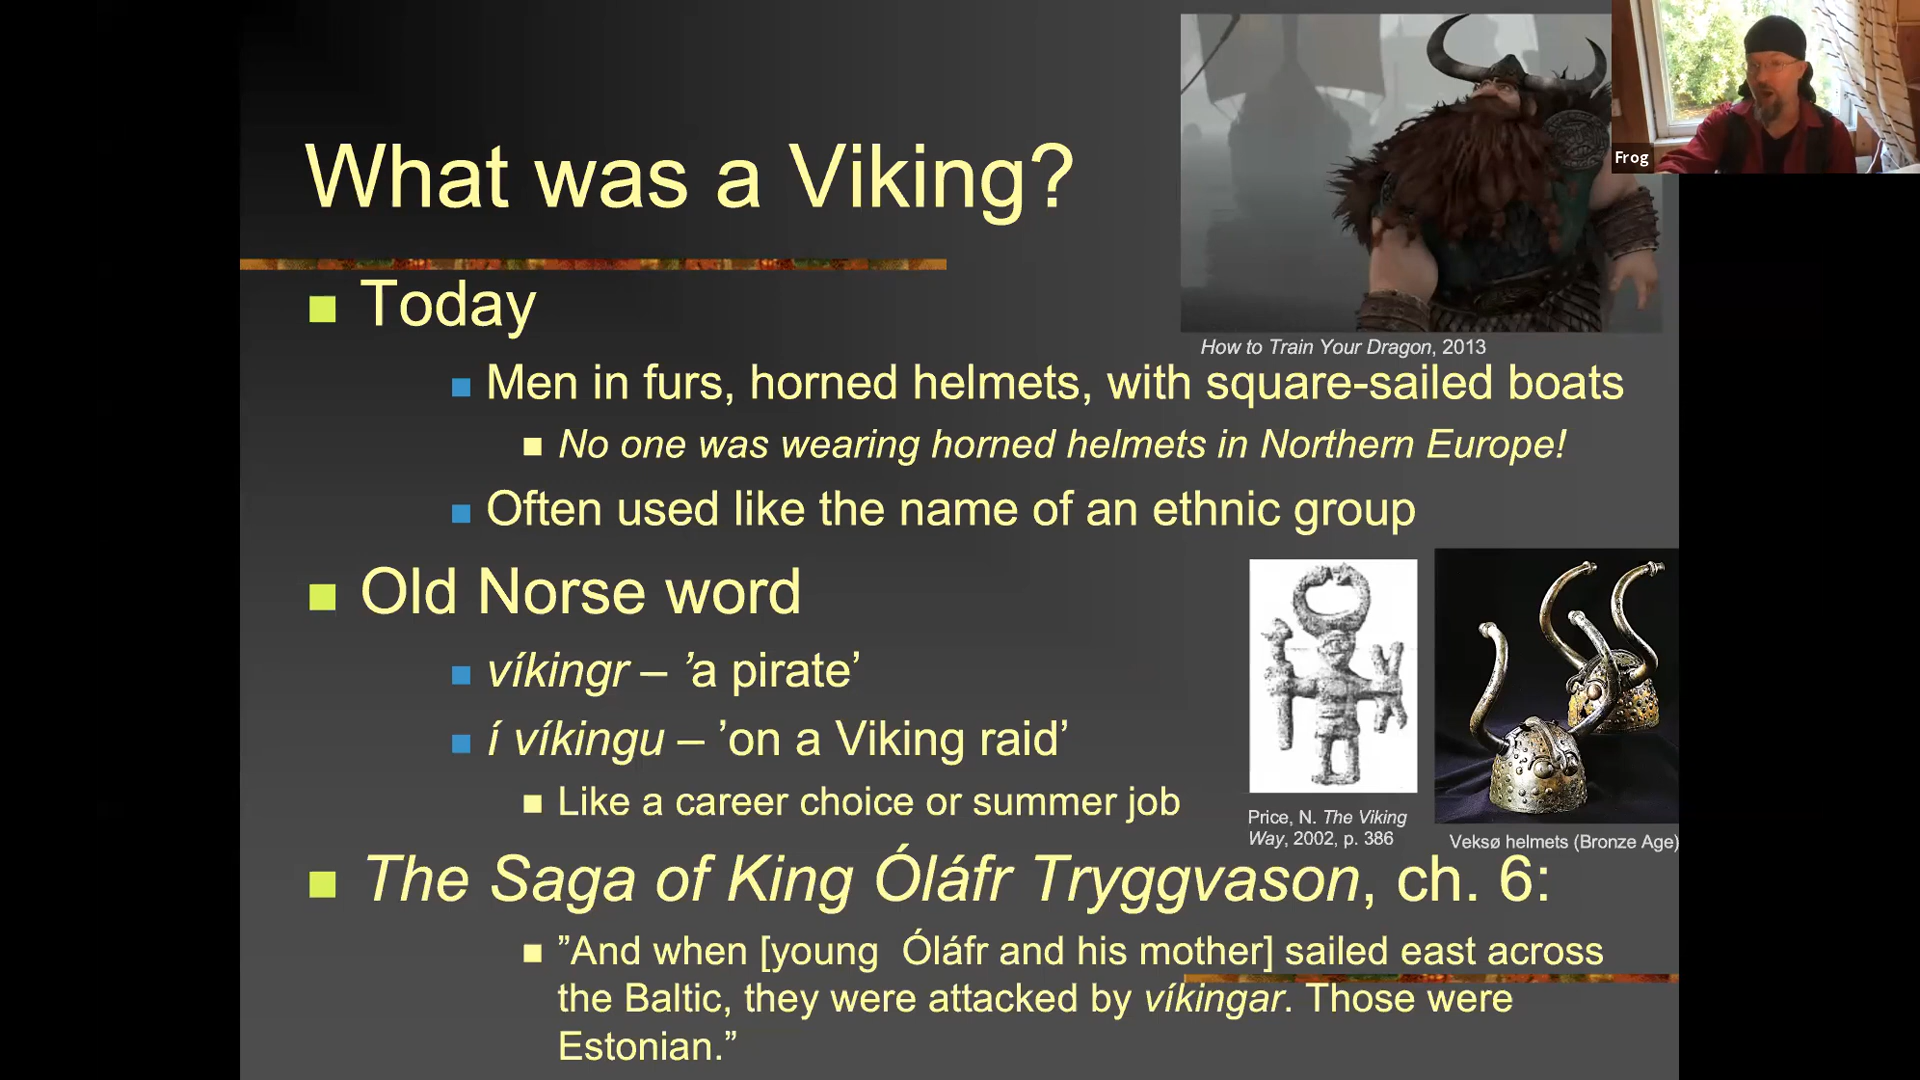 What was a Viking?
Frog
How to Train Your Dragon, 2013
Today
Men in furs, horned helmets, with square-sailed boats
No one was wearing horned helmets in Northern Europe!
Often used like the name of an ethnic group
Old Norse word
víkingr – ’a pirate’
í víkingu – ’on a Viking raid’
Like a career choice or summer job
Price, N. The Viking
Way, 2002, p. 386
Veksø helmets (Bronze Age)
The Saga of King Óláfr Tryggvason, ch. 6:
”And when [young Óláfr and his mother] sailed east across
the Baltic, they were attacked by víkingar. Those were
Estonian.”